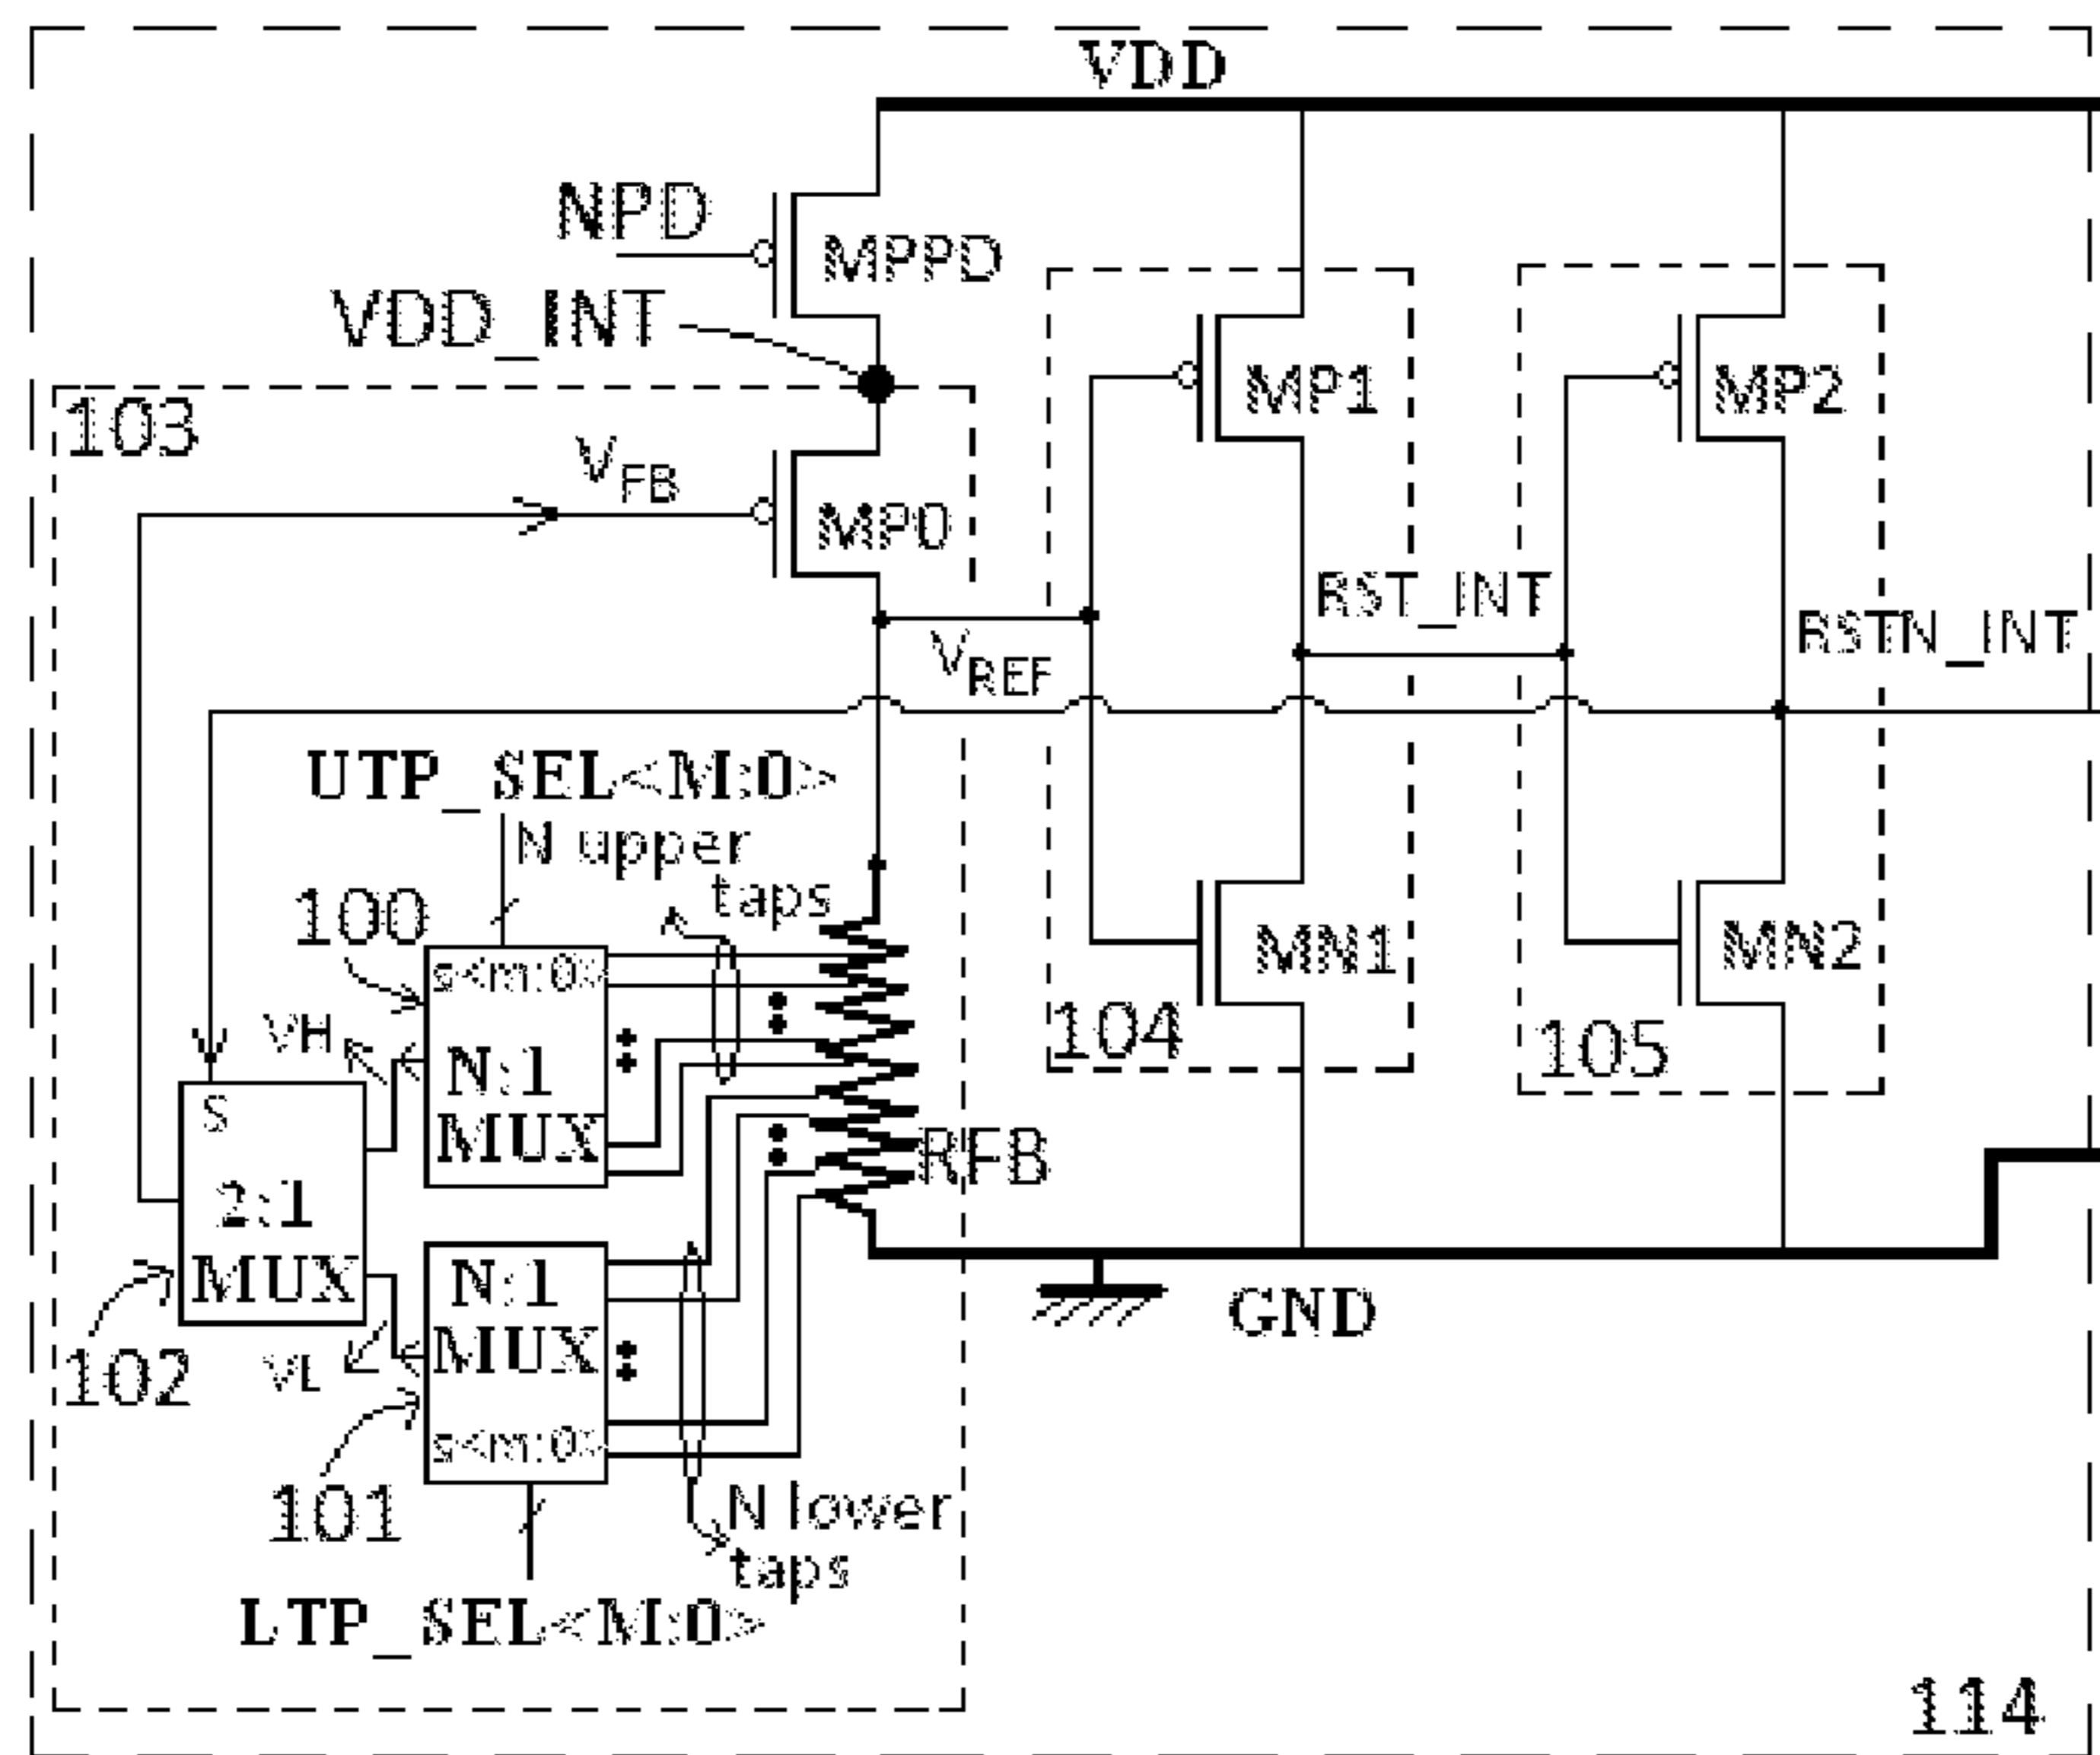 VDD
NPD
MPPD
VDD_INT
103
VFB
MP0
MP1
MP2
RST_INT
RSTN_INT
VREF
UTP_SEL<M:0>
N upper
taps
100
s<m:0>
VH
N:1
MUX
104
105
MN1
MN2
S
2:1
MUX
RFB
N:1
MUX
GND
102
VL
s<m:0>
101
N lower
taps
LTP_SEL<M:0>
114